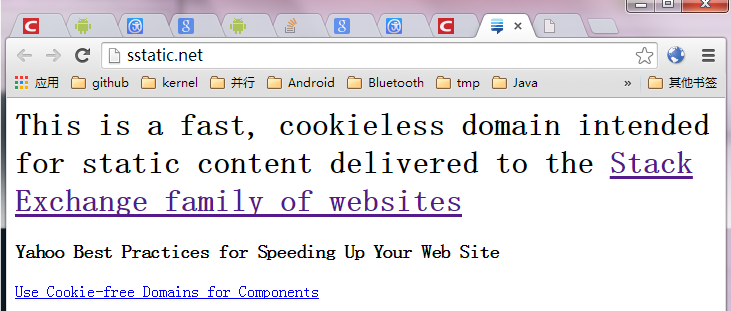 sstatic.net
应用 github kernel 并行 Android Bluetooth tmp Java » 其他书签
This is a fast, cookieless domain intended
for static content delivered to the Stack
Exchange family of websites
Yahoo Best Practices for Speeding Up Your Web Site
Use Cookie-free Domains for Components